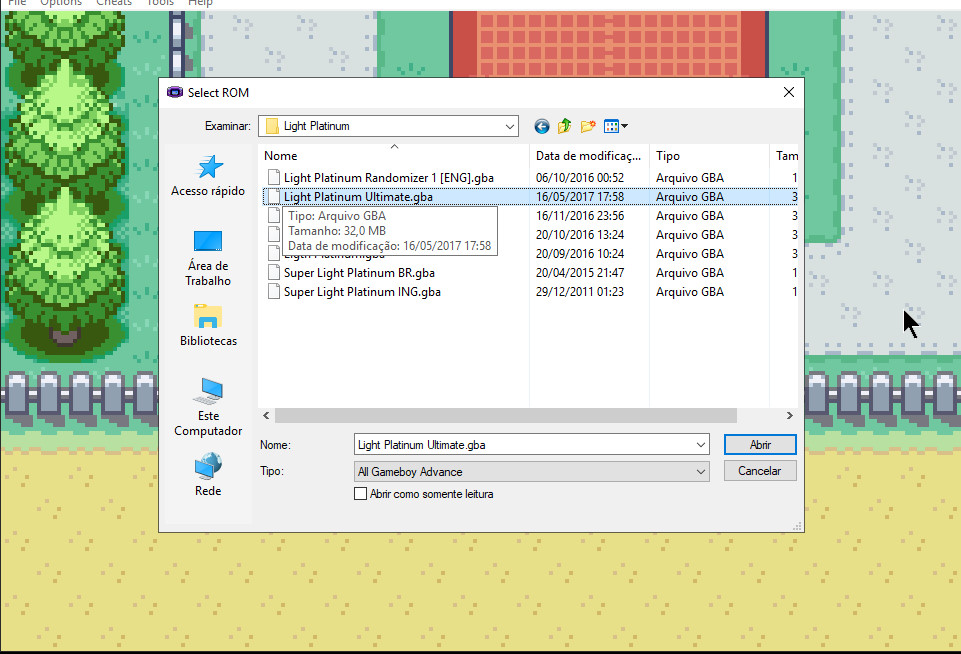 File Options Cheats Tools Help
Select ROM
Examinar: Light Platinum
Nome Data de modificaç... Tipo Tam
Acesso rápido
Área de
Trabalho
Bibliotecas
Este
Computador
Rede
Light Platinum Randomizer 1 [ENG].gba 06/10/2016 00:52 Arquivo GBA 1
Light Platinum Ultimate.gba 16/05/2017 17:58 Arquivo GBA 3
16/11/2016 23:56 Arquivo GBA 3
20/10/2016 13:24 Arquivo GBA 3
20/09/2016 10:24 Arquivo GBA 3
Tipo: Arquivo GBA
Tamanho: 32,0 MB
Data de modificação: 16/05/2017 17:58
Super Light Platinum BR.gba 20/04/2015 21:47 Arquivo GBA 1
Super Light Platinum ING.gba 29/12/2011 01:23 Arquivo GBA 1
Nome: Light Platinum Ultimate.gba Abrir
Tipo: All Gameboy Advance Cancelar
Abrir como somente leitura